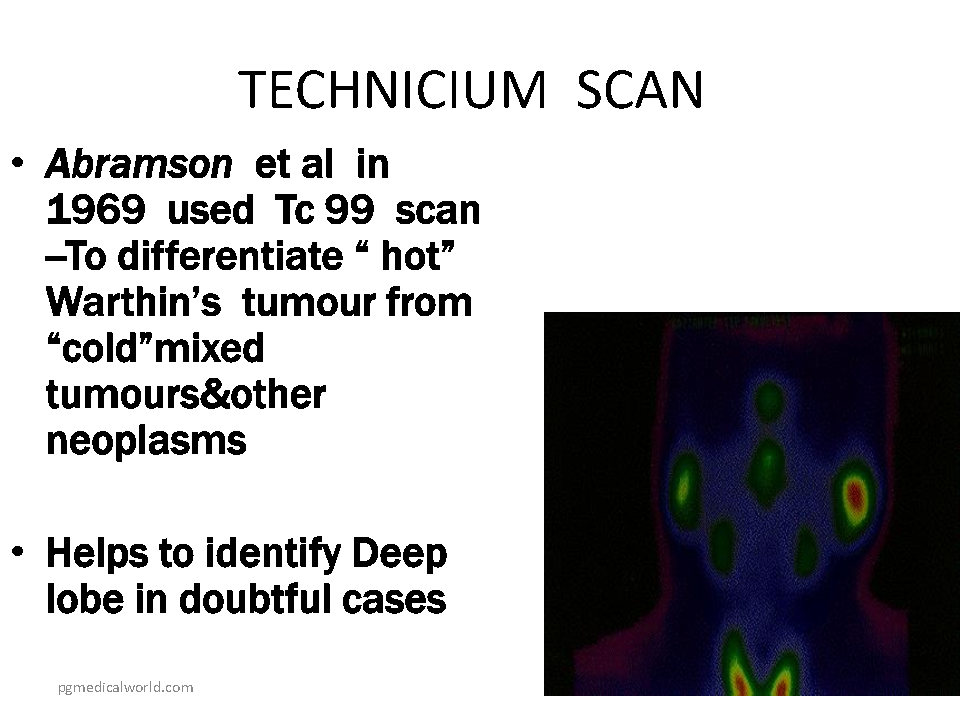 TECHNICIUM SCAN
• Abramson et al in
1969 used Tc 99 scan
–To differentiate “ hot”
Warthin’s tumour from
“cold”mixed
tumours&other
neoplasms
• Helps to identify Deep
lobe in doubtful cases
pgmedicalworld.com